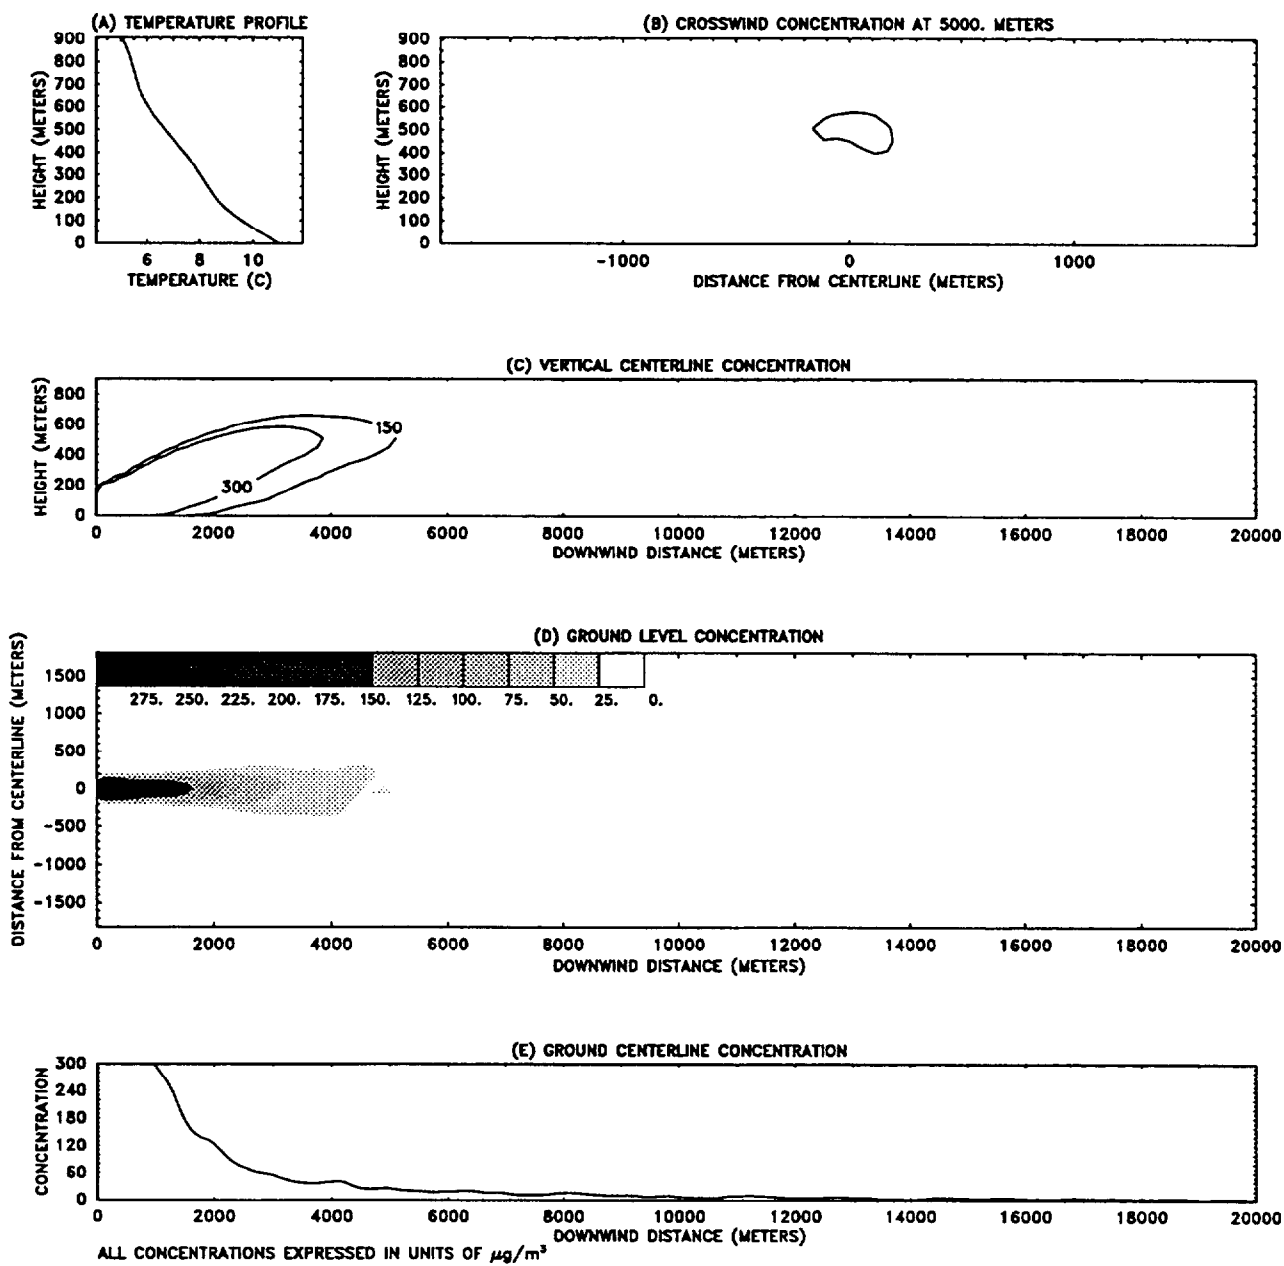 (A) TEMPERATURE PROFILE
900
800
700
600
500
400
300
200
100
0
HEIGHT (METERS)
6 8 10
TEMPERATURE (C)
(B) CROSSWIND CONCENTRATION AT 5000. METERS
900
800
700
600
500
400
300
200
100
0
HEIGHT (METERS)
-1000 0 1000
DISTANCE FROM CENTERLINE (METERS)
(C) VERTICAL CENTERLINE CONCENTRATION
800
600
400
200
0
HEIGHT (METERS)
150
300
0 2000 4000 6000 8000 10000 12000 14000 16000 18000 20000
DOWNWIND DISTANCE (METERS)
(D) GROUND LEVEL CONCENTRATION
275. 250. 225. 200. 175. 150. 125. 100. 75. 50. 25. 0.
1500
1000
500
0
-500
-1000
-1500
DISTANCE FROM CENTERLINE (METERS)
0 2000 4000 6000 8000 10000 12000 14000 16000 18000 20000
DOWNWIND DISTANCE (METERS)
(E) GROUND CENTERLINE CONCENTRATION
300
240
180
120
60
0
CONCENTRATION
0 2000 4000 6000 8000 10000 12000 14000 16000 18000 20000
DOWNWIND DISTANCE (METERS)
ALL CONCENTRATIONS EXPRESSED IN UNITS OF μg/m³